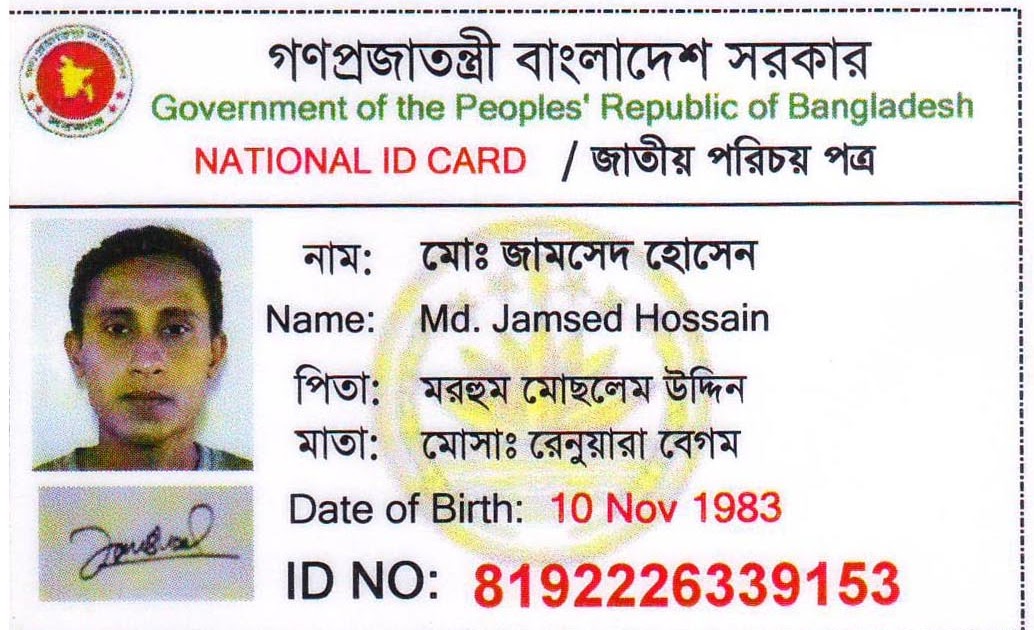 গণপ্রজাতন্ত্রী বাংলাদেশ সরকার
Government of the Peoples' Republic of Bangladesh
NATIONAL ID CARD / জাতীয় পরিচয় পত্র
নাম: মোঃ জামসেদ হোসেন
Name: Md. Jamsed Hossain
পিতা: মরহুম মোছলেম উদ্দিন
মাতা: মোসাঃ রেনুয়ারা বেগম
Date of Birth: 10 Nov 1983
Jamsed
ID NO: 8192226339153